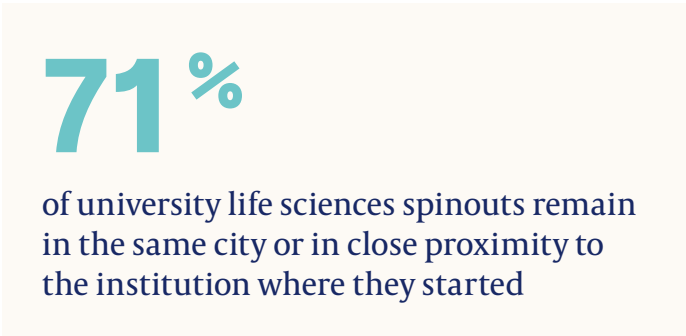 71%
of university life sciences spinouts remain
in the same city or in close proximity to
the institution where they started